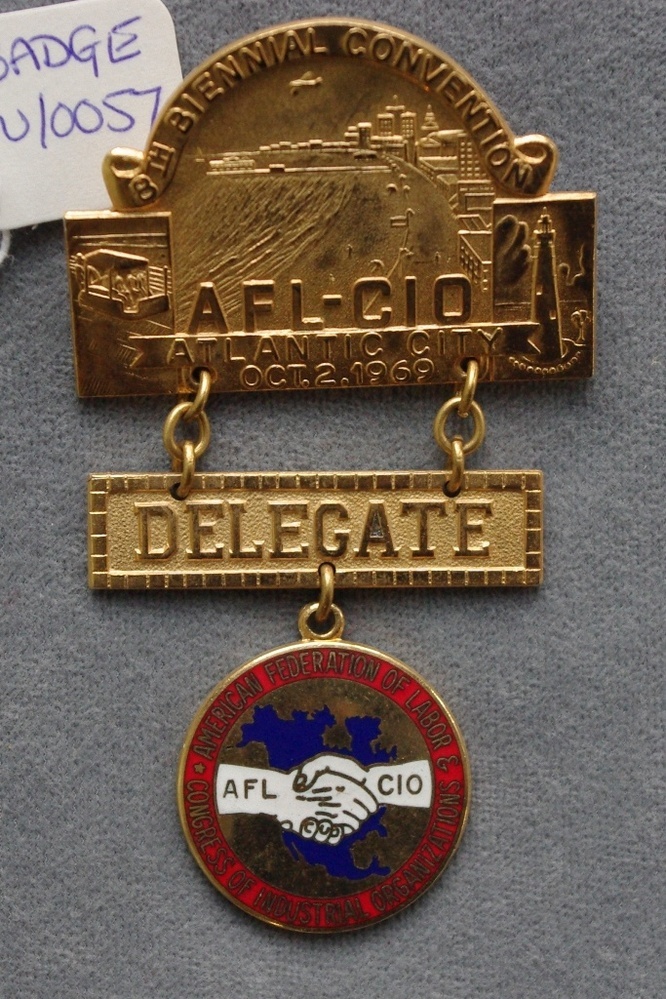 BADGE
U/0057
8TH BIENNIAL CONVENTION
AFL-CIO
ATLANTIC CITY
OCT. 2. 1969
DELEGATE
AMERICAN FEDERATION OF LABOR &
CONGRESS OF INDUSTRIAL ORGANIZATIONS
AFL CIO